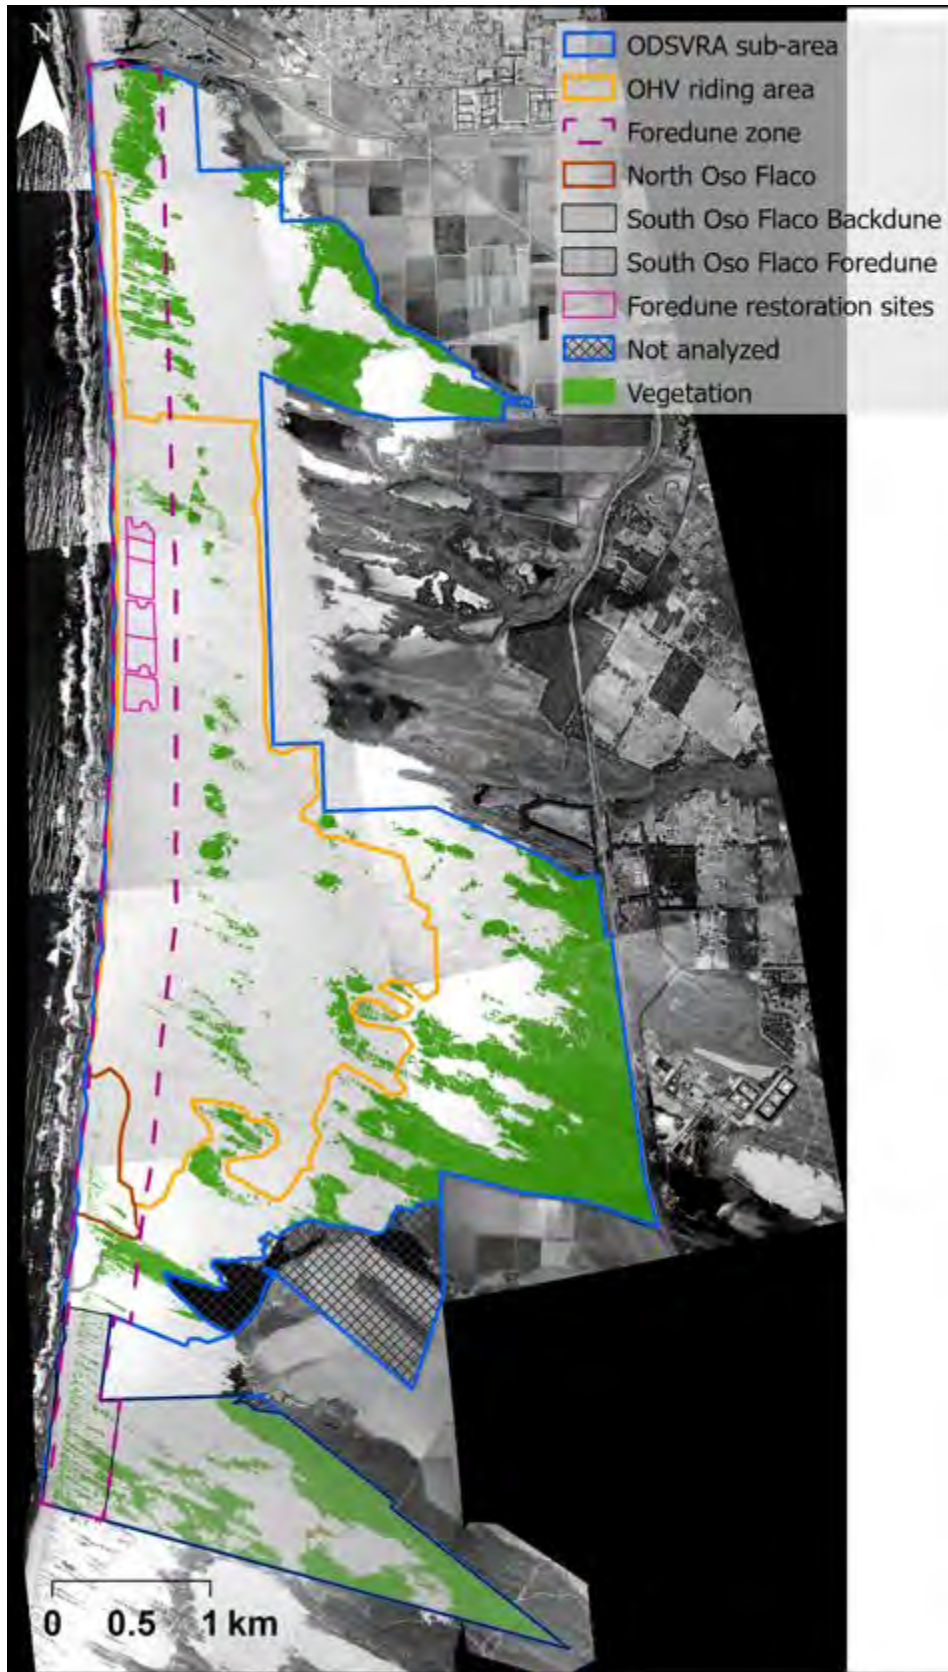 N
ODSVRA sub-area
OHV riding area
Foredune zone
North Oso Flaco
South Oso Flaco Backdune
South Oso Flaco Foredune
Foredune restoration sites
Not analyzed
Vegetation
0 0.5 1 km